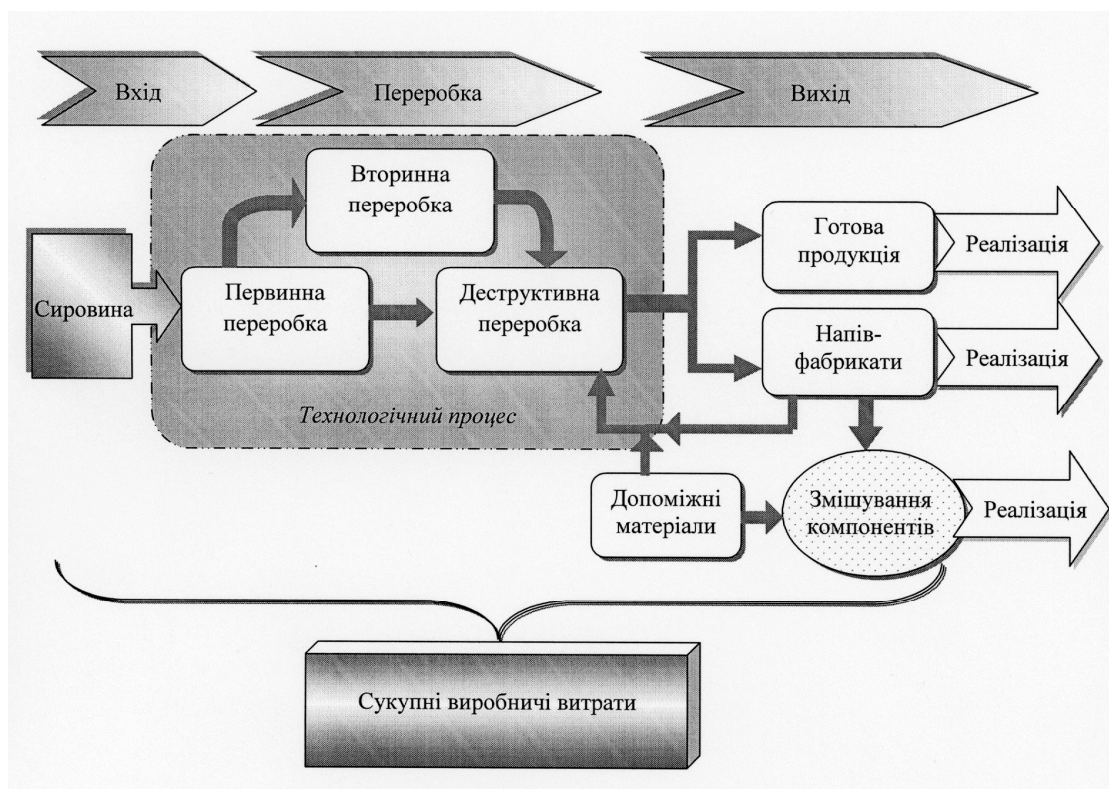 Вхід
Переробка
Вихід
Вторинна
переробка
Готова
продукція
Реалізація
Сировина
Первинна
переробка
Деструктивна
переробка
Напів-
фабрикати
Реалізація
Технологічний процес
Допоміжні
матеріали
Змішування
компонентів
Реалізація
Сукупні виробничі витрати